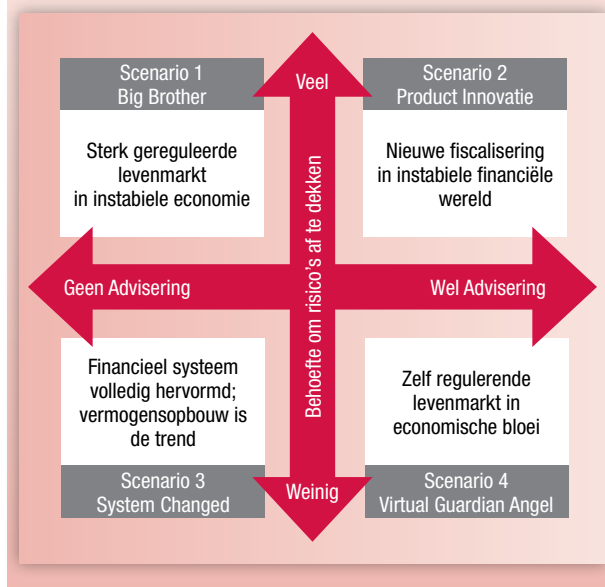 Scenario 1
Big Brother
Sterk gereguleerde
levenmarkt
in instabiele economie
Veel
Scenario 2
Product Innovatie
Nieuwe fiscalisering
in instabiele financiële
wereld
Behoefte om risico's af te dekken
Geen Advisering
Wel Advisering
Financieel systeem
volledig hervormd;
vermogensopbouw is
de trend
Scenario 3
System Changed
Weinig
Zelf regulerende
levenmarkt in
economische bloei
Scenario 4
Virtual Guardian Angel